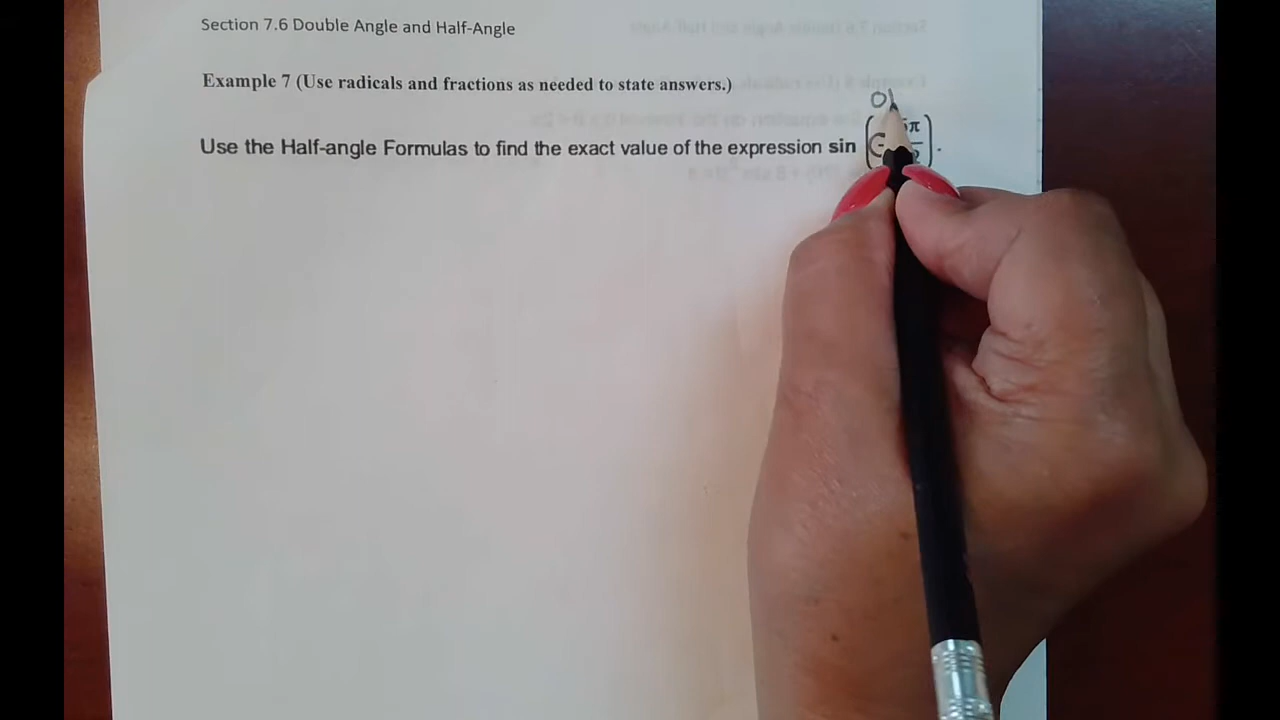 Section 7.6 Double Angle and Half-Angle
Example 7 (Use radicals and fractions as needed to state answers.)
Use the Half-angle Formulas to find the exact value of the expression sin